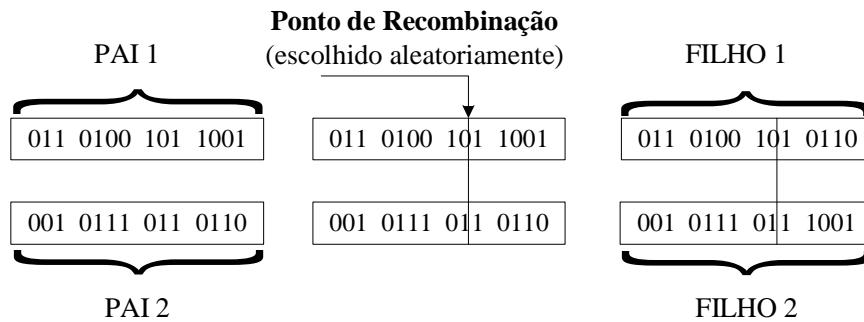 Ponto de Recombinação
PAI 1 (escolhido aleatoriamente) FILHO 1
011 0100 101 1001 011 0100 101 1001 011 0100 101 0110
001 0111 011 0110 001 0111 011 0110 001 0111 011 1001
PAI 2 FILHO 2